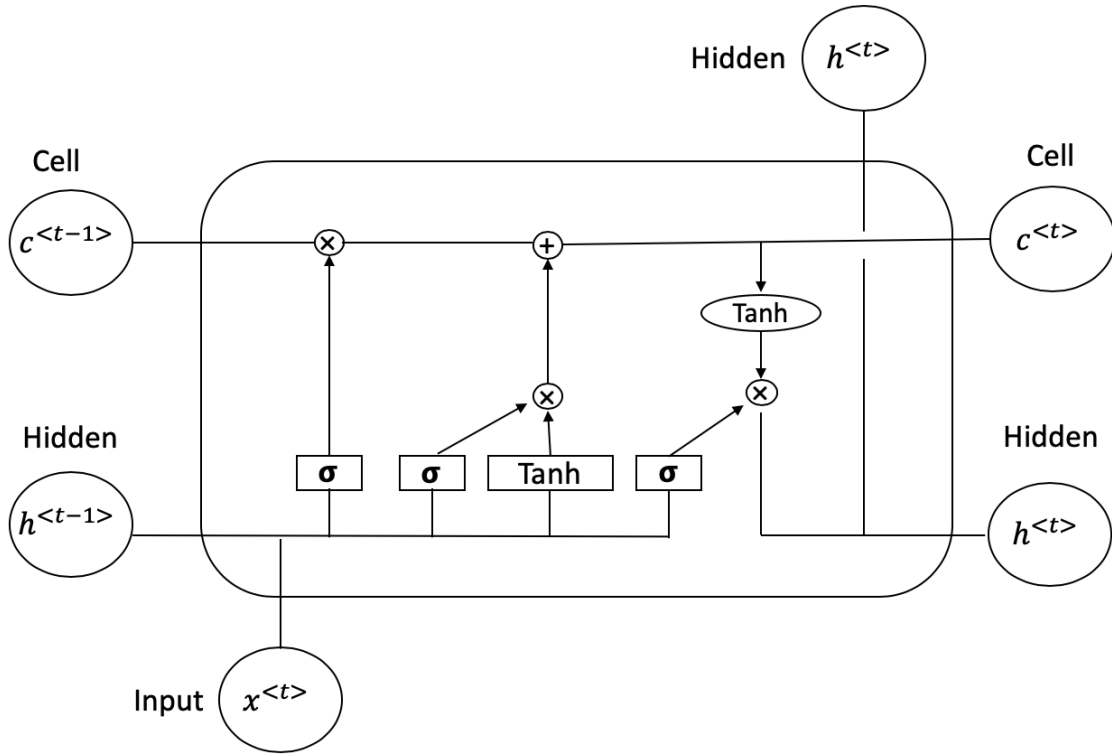 Hidden
h<t>
Cell
c<t-1>
×
+
Cell
c<t>
Tanh
×
×
Hidden
h<t-1>
σ
σ
Tanh
σ
Hidden
h<t>
Input
x<t>